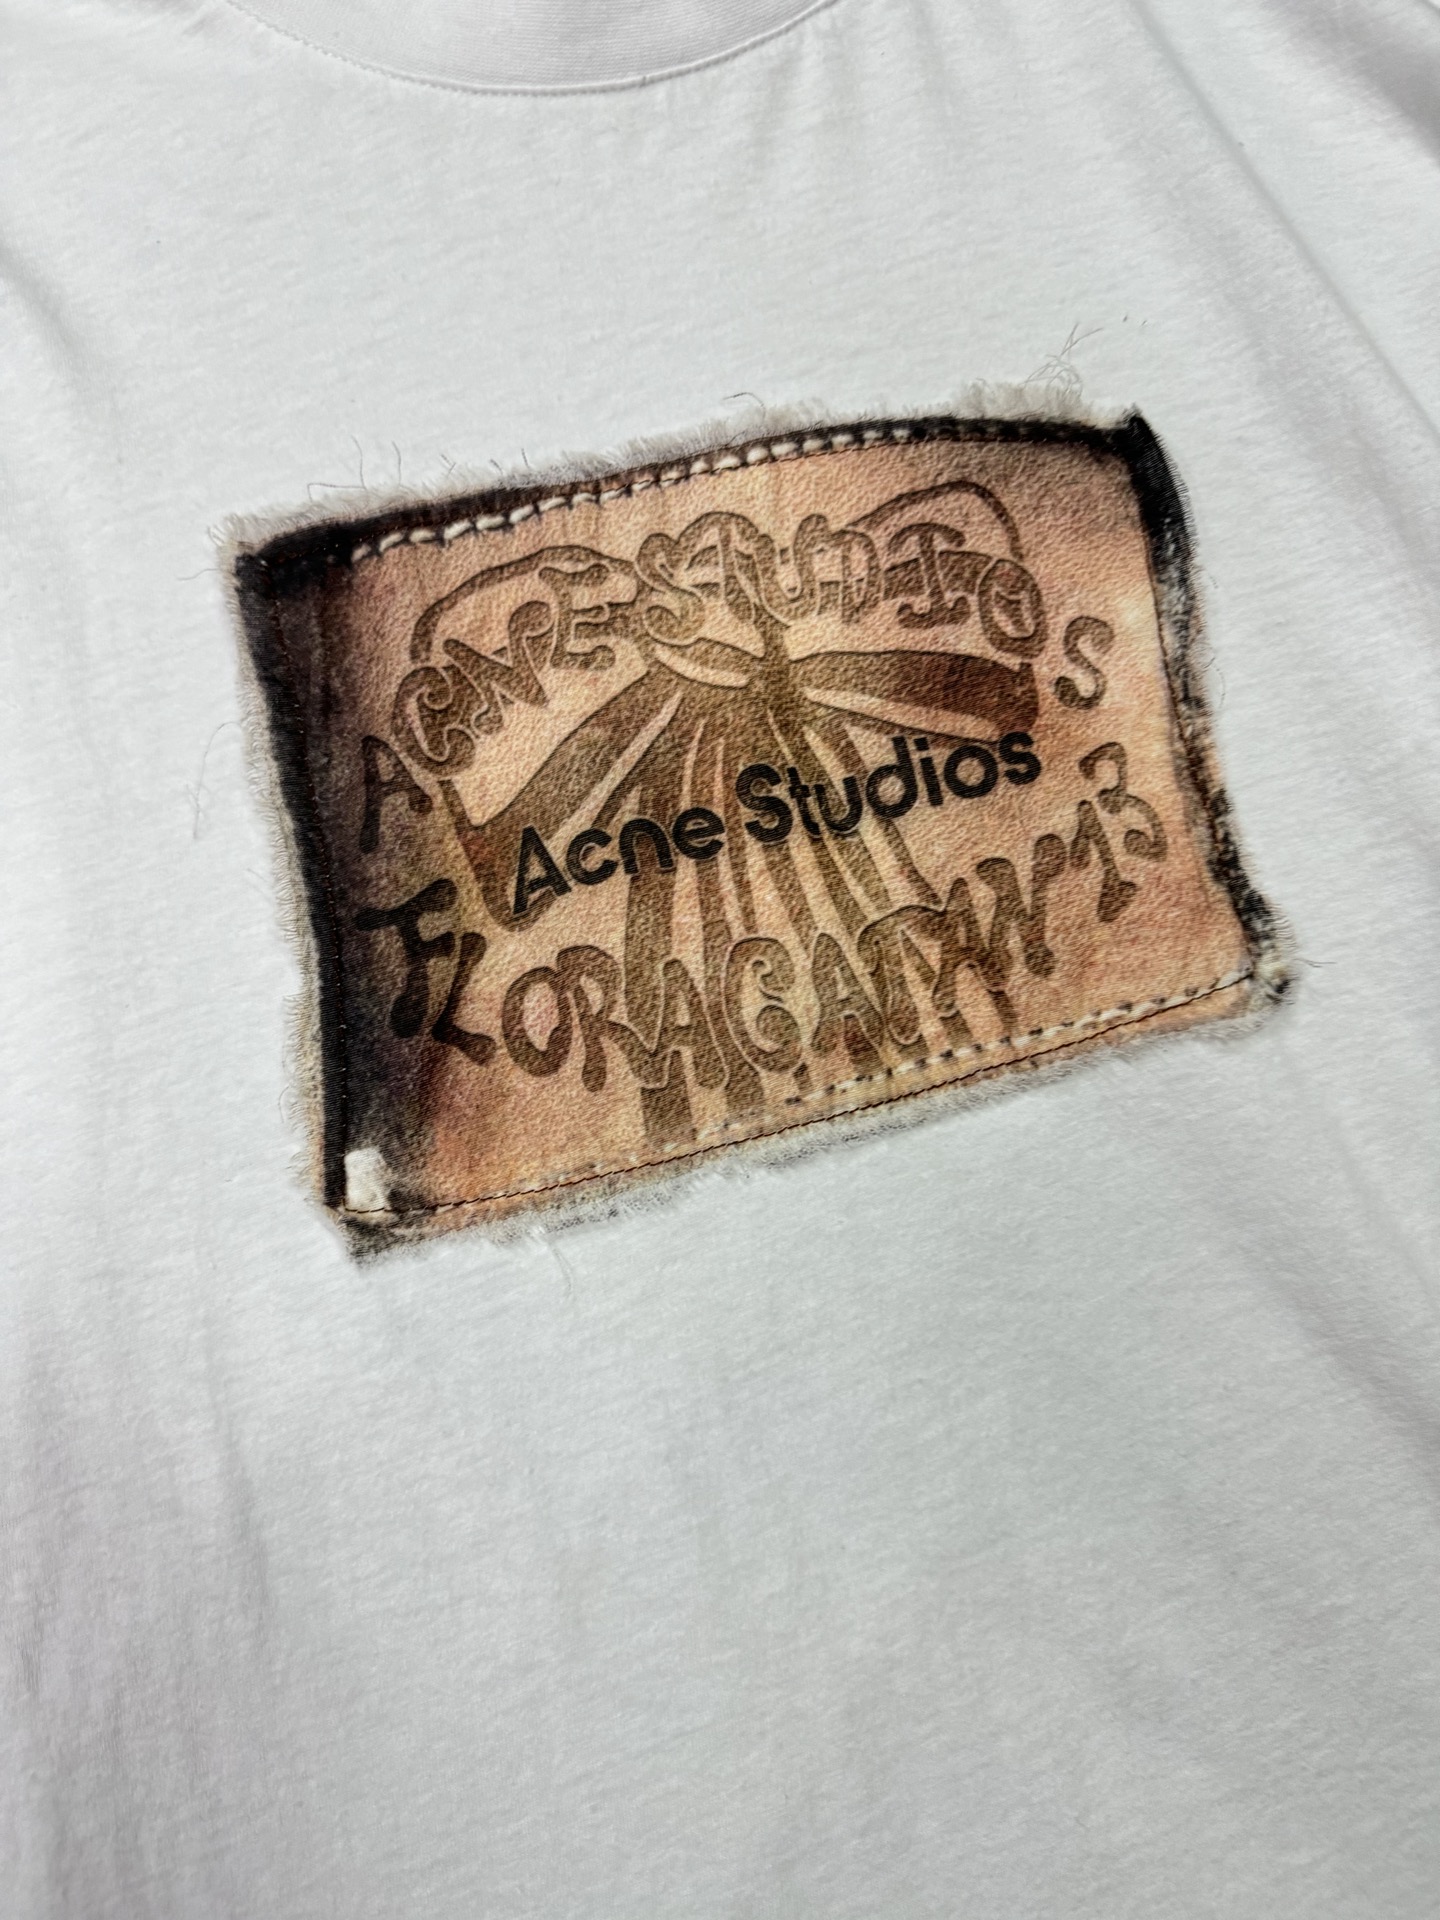 ACNE STUDIOS
Acne Studios
FLORAGATAN 13